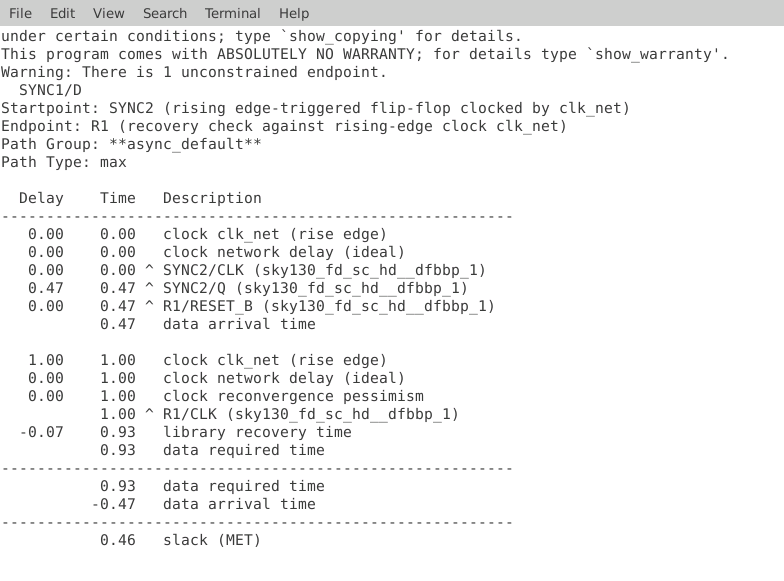 File Edit View Search Terminal Help
under certain conditions; type `show_copying' for details.
This program comes with ABSOLUTELY NO WARRANTY; for details type `show_warranty'.
Warning: There is 1 unconstrained endpoint.
  SYNC1/D
Startpoint: SYNC2 (rising edge-triggered flip-flop clocked by clk_net)
Endpoint: R1 (recovery check against rising-edge clock clk_net)
Path Group: **async_default**
Path Type: max

  Delay    Time   Description
---------------------------------------------------------
   0.00    0.00   clock clk_net (rise edge)
   0.00    0.00   clock network delay (ideal)
   0.00    0.00 ^ SYNC2/CLK (sky130_fd_sc_hd__dfbbp_1)
   0.47    0.47 ^ SYNC2/Q (sky130_fd_sc_hd__dfbbp_1)
   0.00    0.47 ^ R1/RESET_B (sky130_fd_sc_hd__dfbbp_1)
           0.47   data arrival time

   1.00    1.00   clock clk_net (rise edge)
   0.00    1.00   clock network delay (ideal)
   0.00    1.00   clock reconvergence pessimism
           1.00 ^ R1/CLK (sky130_fd_sc_hd__dfbbp_1)
  -0.07    0.93   library recovery time
           0.93   data required time
---------------------------------------------------------
           0.93   data required time
          -0.47   data arrival time
---------------------------------------------------------
           0.46   slack (MET)